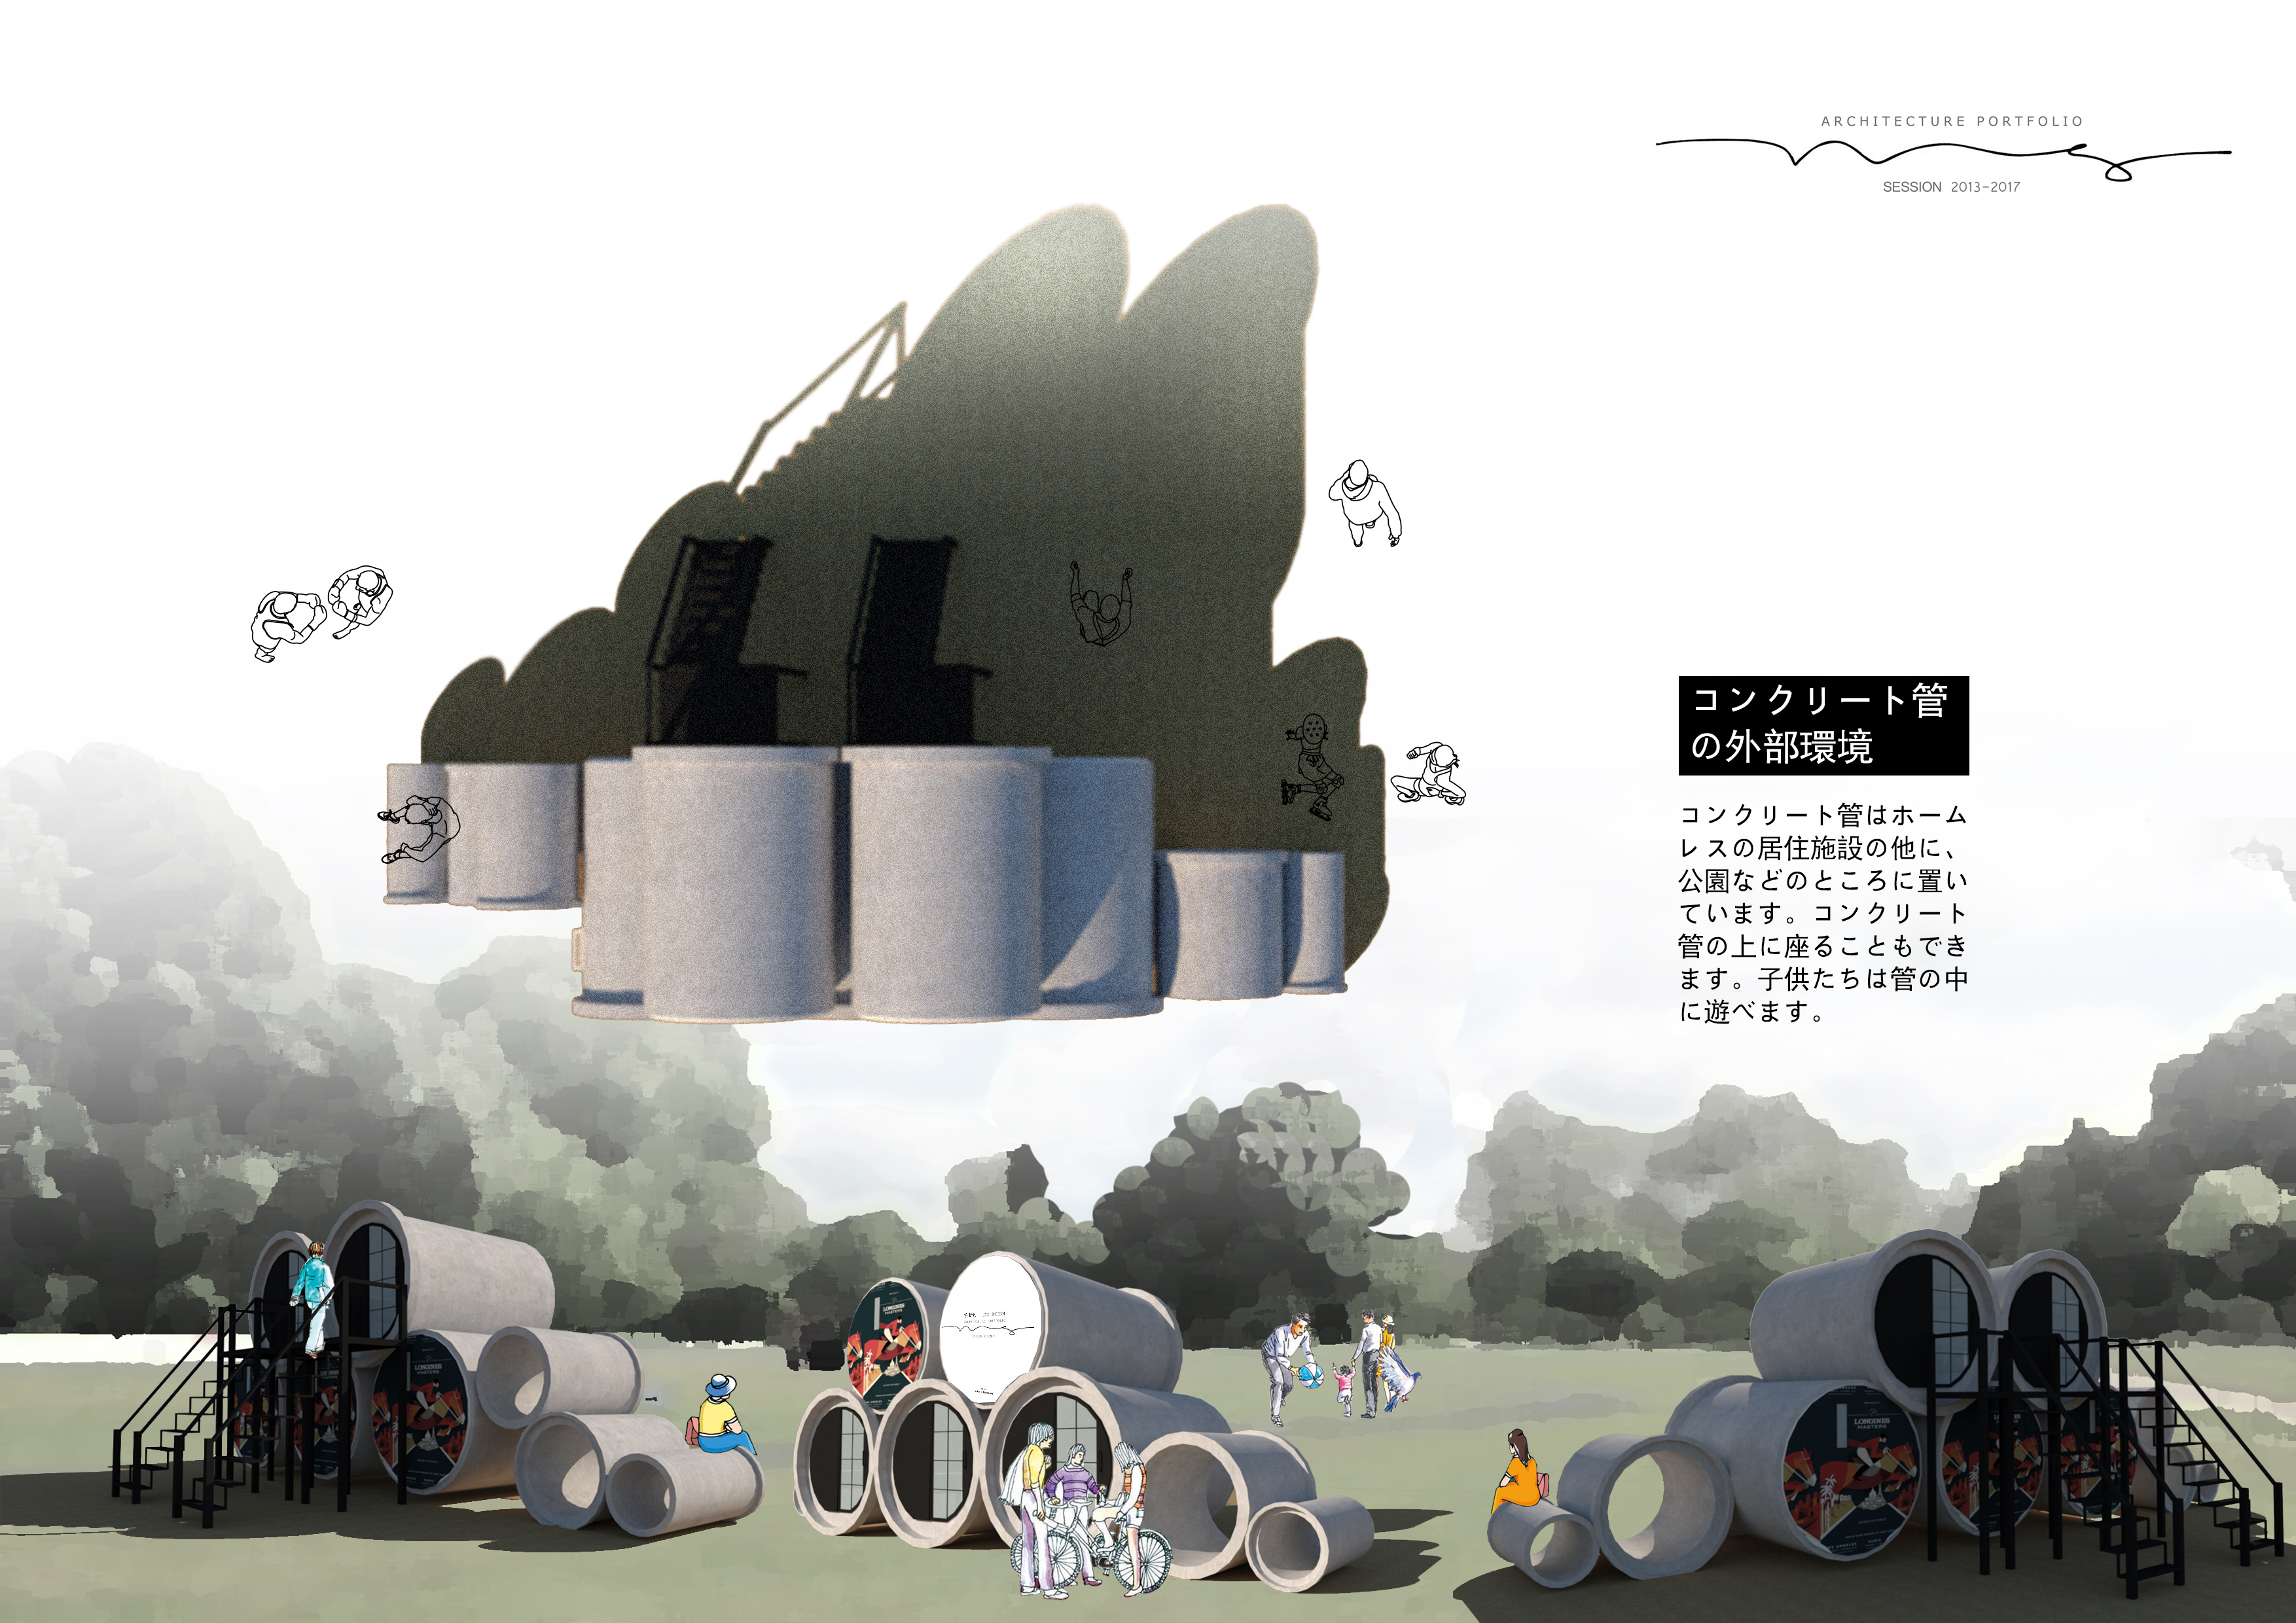 ARCHITECTURE PORTFOLIO
SESSION 2013-2017
コンクリート管
の外部環境
コンクリート管はホーム
レスの居住施設の他に、
公園などのところに置い
ています。コンクリート
管の上に座ることもでき
ます。子供たちは管の中
に遊べます。
LONGINES
MASTERS
LONGINES
MASTERS